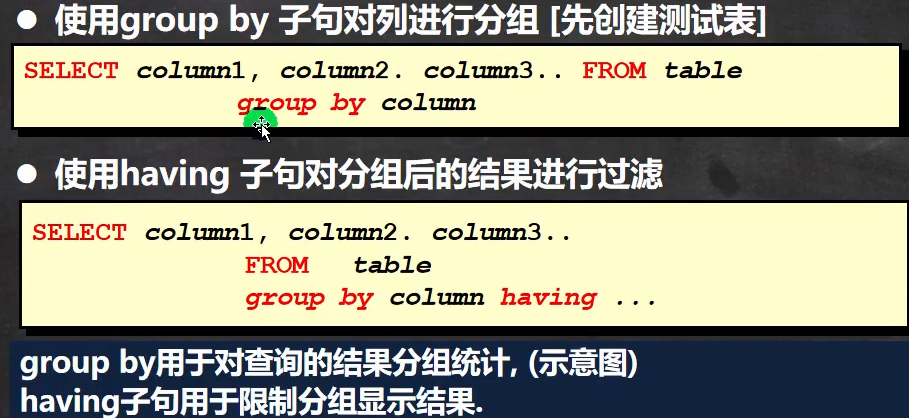 ● 使用group by 子句对列进行分组 [先创建测试表]
SELECT column1, column2. column3.. FROM table
group by column
● 使用having 子句对分组后的结果进行过滤
SELECT column1, column2. column3..
FROM table
group by column having ...
group by用于对查询的结果分组统计, (示意图)
having子句用于限制分组显示结果.